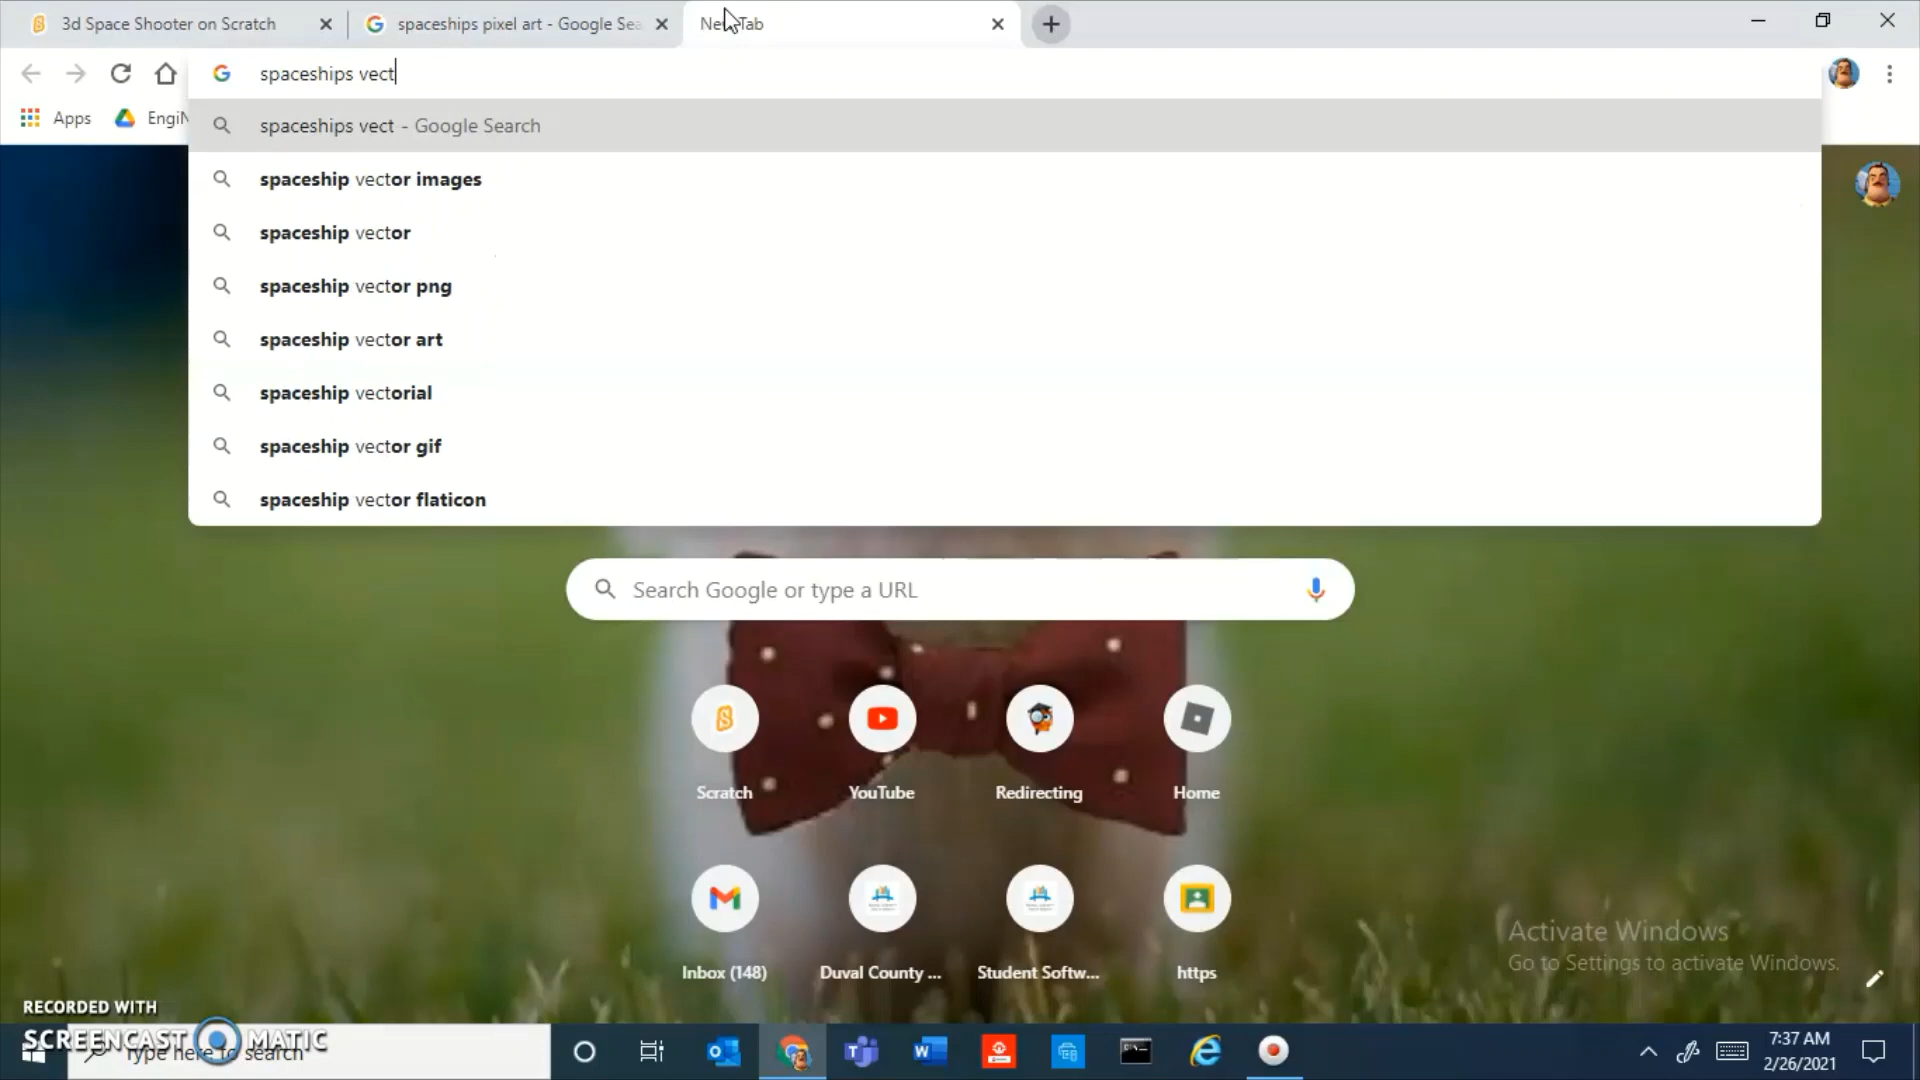 3d Space Shooter on Scratch
spaceships pixel art - Google Sea
New Tab
spaceships vect
Apps
EngiN
spaceships vect - Google Search
spaceship vector images
spaceship vector
spaceship vector png
spaceship vector art
spaceship vectorial
spaceship vector gif
spaceship vector flaticon
Search Google or type a URL
Scratch
YouTube
Redirecting
Home
Inbox (148)
Duval County ...
Student Softw...
https
Activate Windows
Go to Settings to activate Windows.
RECORDED WITH
SCREENCAST MATIC
Type here to search
7:37 AM
2/26/2021